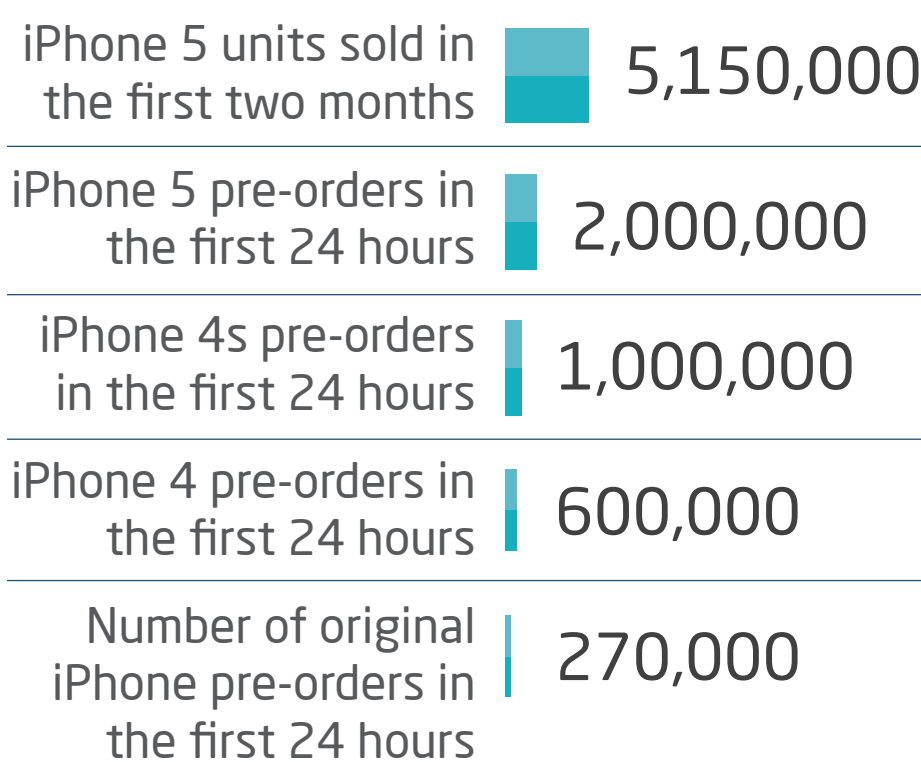 iPhone 5 units sold in
the first two months
5,150,000
iPhone 5 pre-orders in
the first 24 hours
2,000,000
iPhone 4s pre-orders
in the first 24 hours
1,000,000
iPhone 4 pre-orders in
the first 24 hours
600,000
Number of original
iPhone pre-orders in
the first 24 hours
270,000